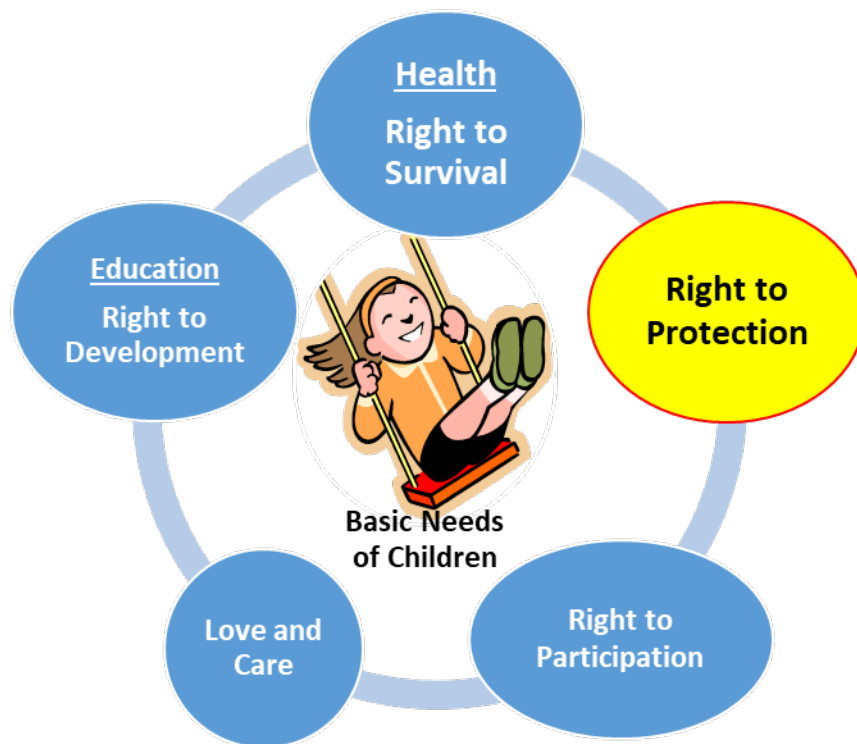 Health
Right to
Survival
Right to
Protection
Education
Right to
Development
Basic Needs
of Children
Love and
Care
Right to
Participation